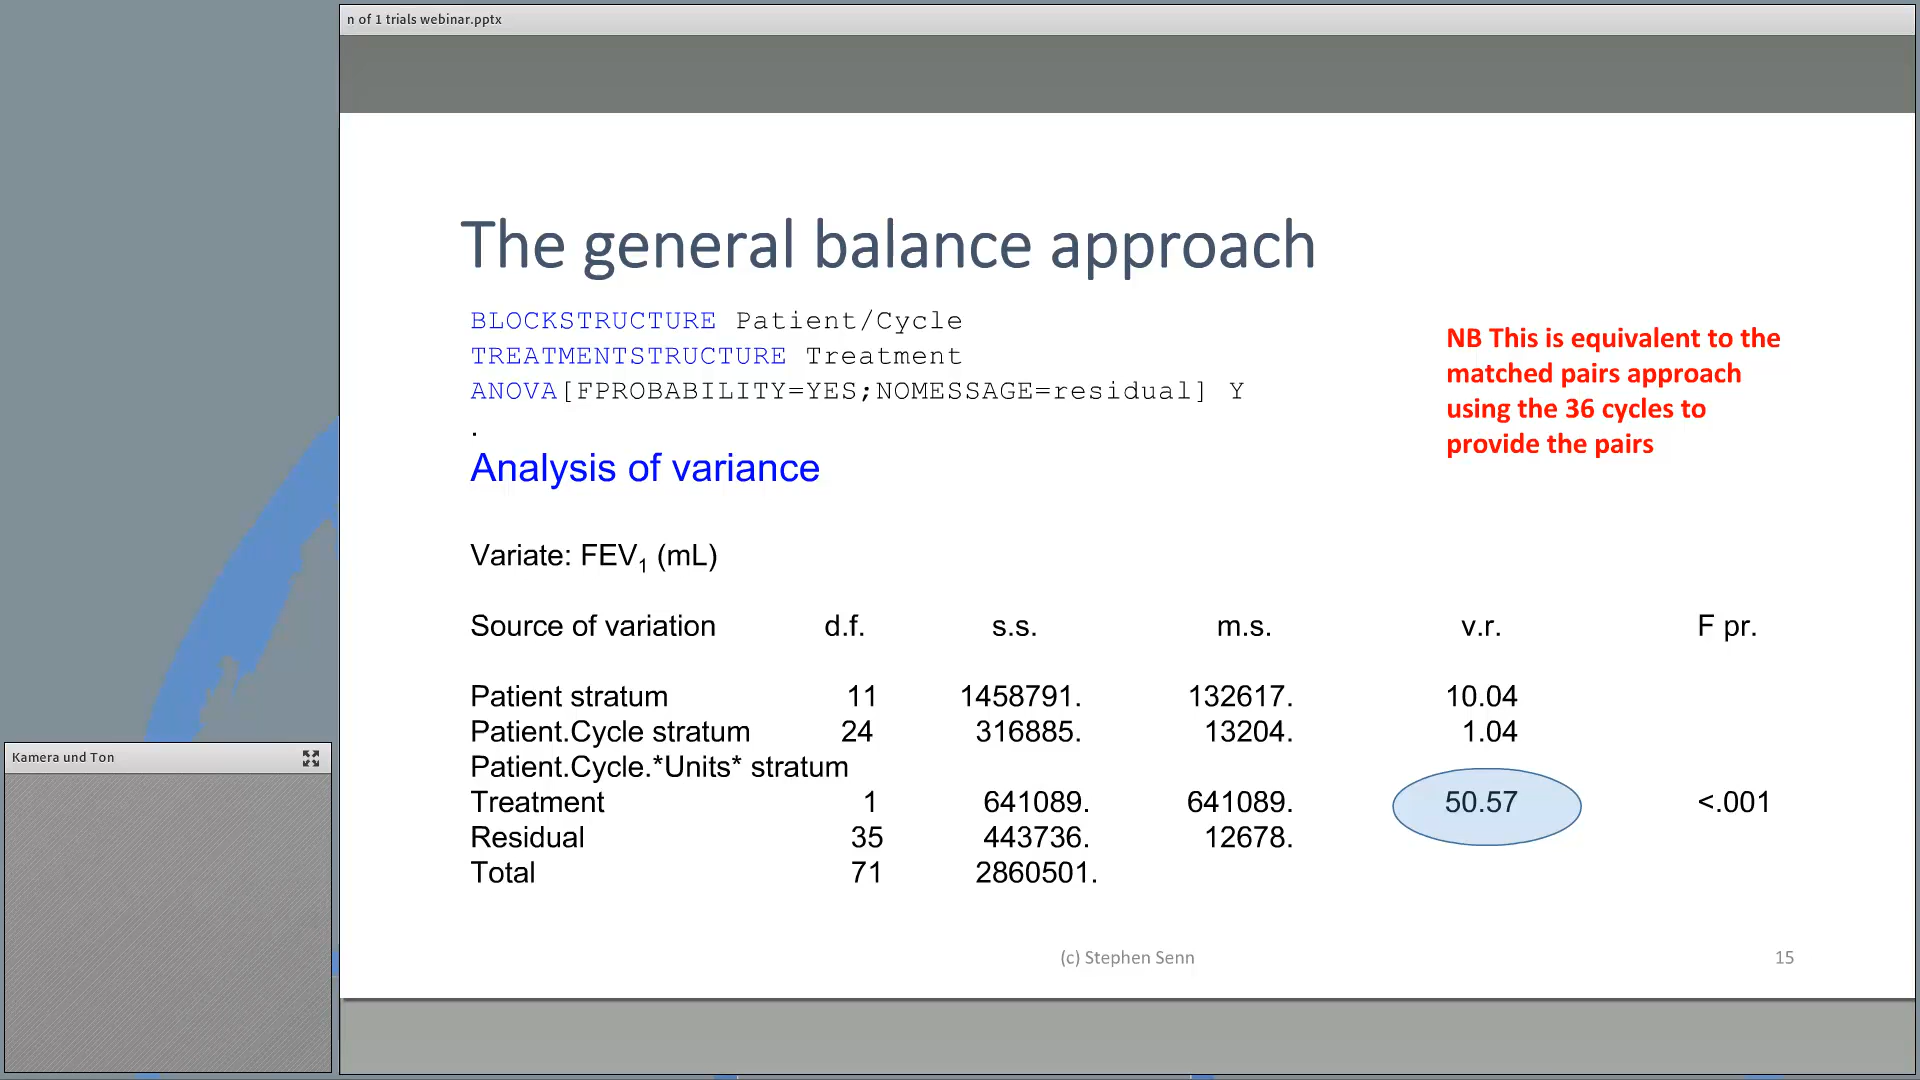 n of 1 trials webinar.pptx
The general balance approach
BLOCKSTRUCTURE Patient/Cycle
TREATMENTSTRUCTURE Treatment
ANOVA[FPROBABILITY=YES;NOMESSAGE=residual] Y
.
NB This is equivalent to the
matched pairs approach
using the 36 cycles to
provide the pairs
Analysis of variance
Variate: FEV1 (mL)
Source of variation d.f. s.s. m.s. v.r. F pr.
Patient stratum 11 1458791. 132617. 10.04
Patient.Cycle stratum 24 316885. 13204. 1.04
Patient.Cycle.*Units* stratum
Treatment 1 641089. 641089. 50.57 <.001
Residual 35 443736. 12678.
Total 71 2860501.
(c) Stephen Senn
15
Kamera und Ton